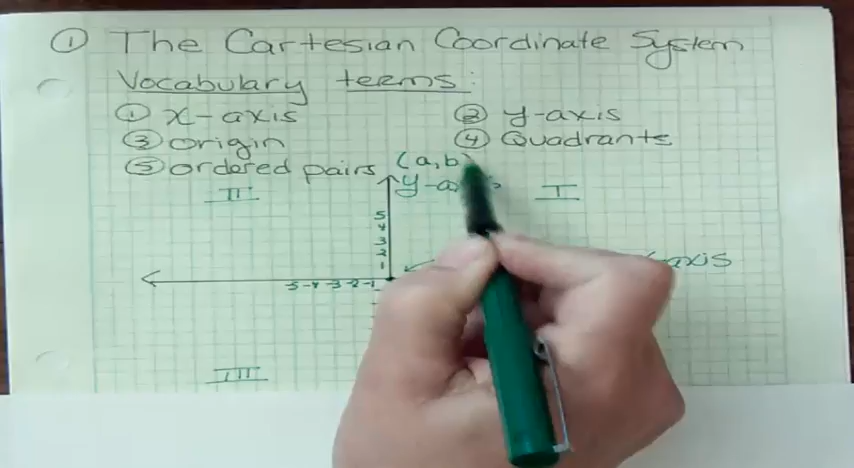 ① The Cartesian Coordinate System
Vocabulary terms:
① x-axis ② y-axis
③ origin ④ Quadrants
⑤ ordered pairs (a,b)
II I
5
4
3
2
1
-5 -4 -3 -2 -1
axis
III